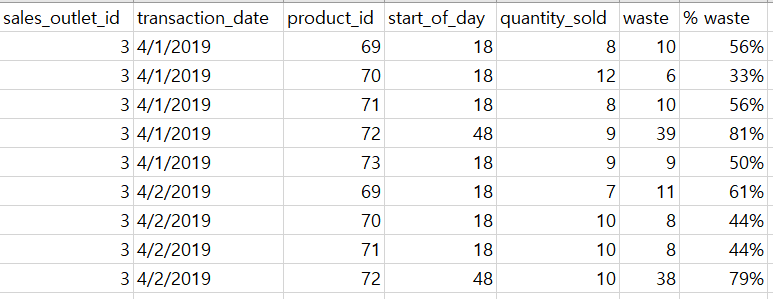 sales_outlet_id transaction_date product_id start_of_day quantity_sold waste % waste
3 4/1/2019 69 18 8 10 56%
3 4/1/2019 70 18 12 6 33%
3 4/1/2019 71 18 8 10 56%
3 4/1/2019 72 48 9 39 81%
3 4/1/2019 73 18 9 9 50%
3 4/2/2019 69 18 7 11 61%
3 4/2/2019 70 18 10 8 44%
3 4/2/2019 71 18 10 8 44%
3 4/2/2019 72 48 10 38 79%